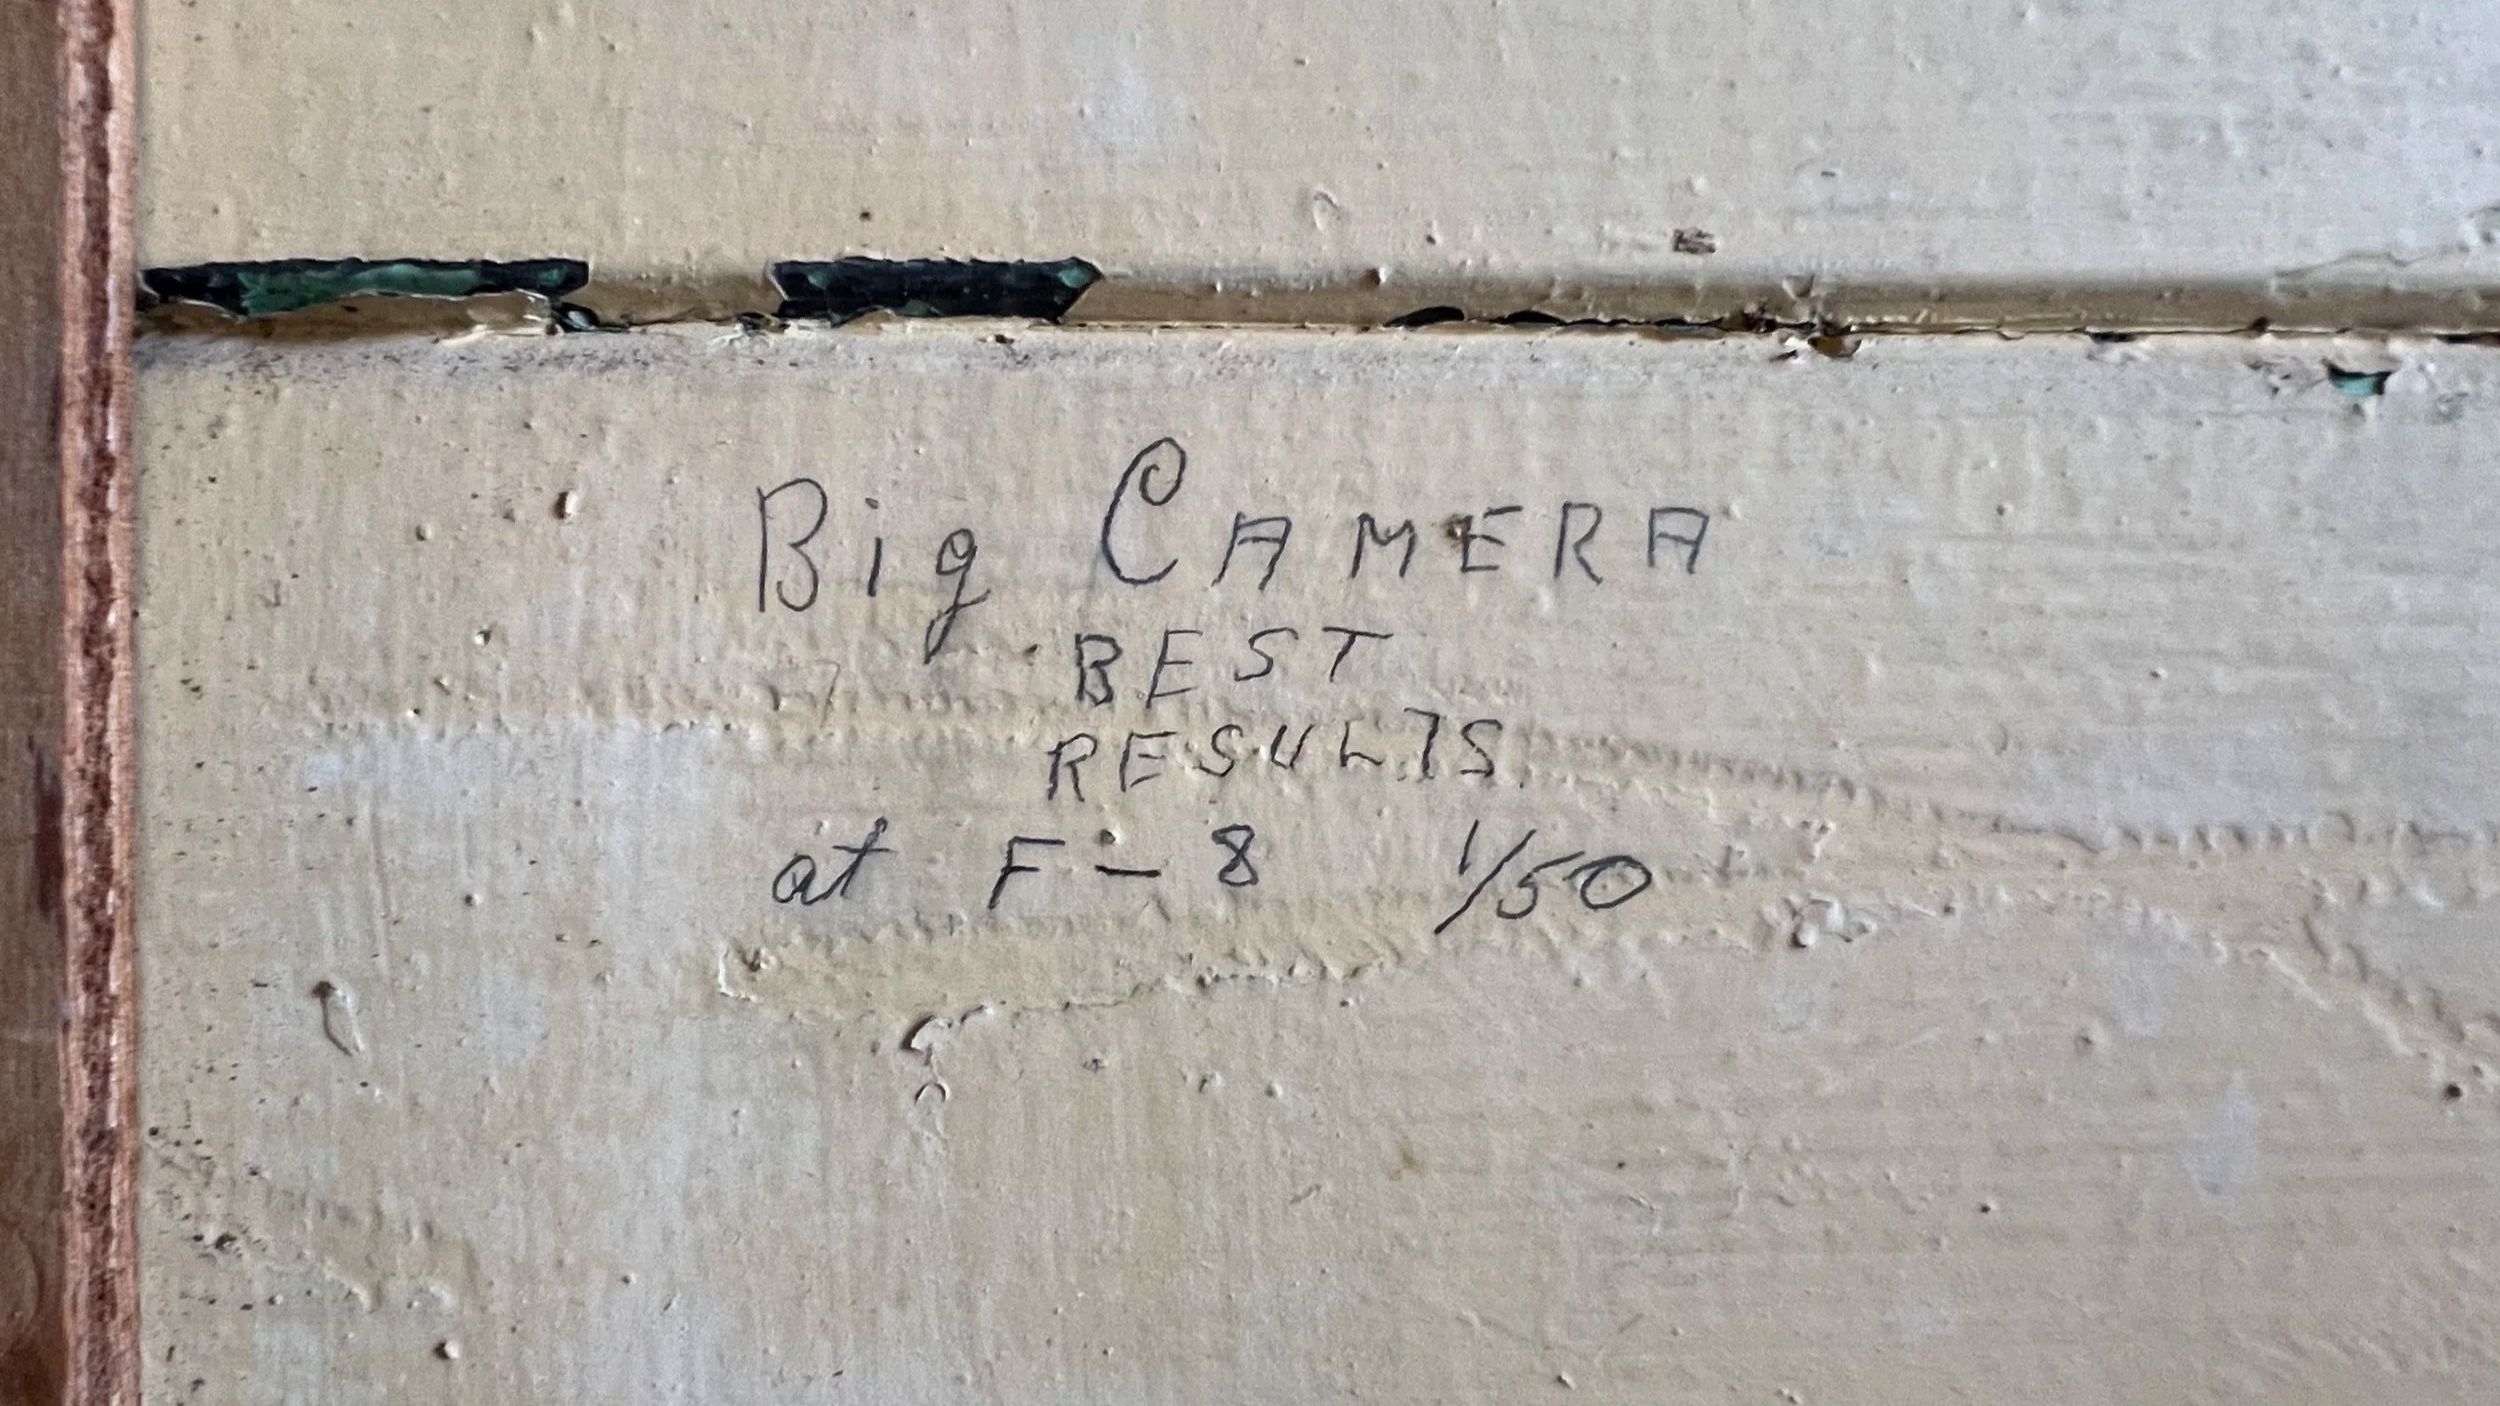 Big CAMERA
BEST
RESULTS
at F-8 1/50